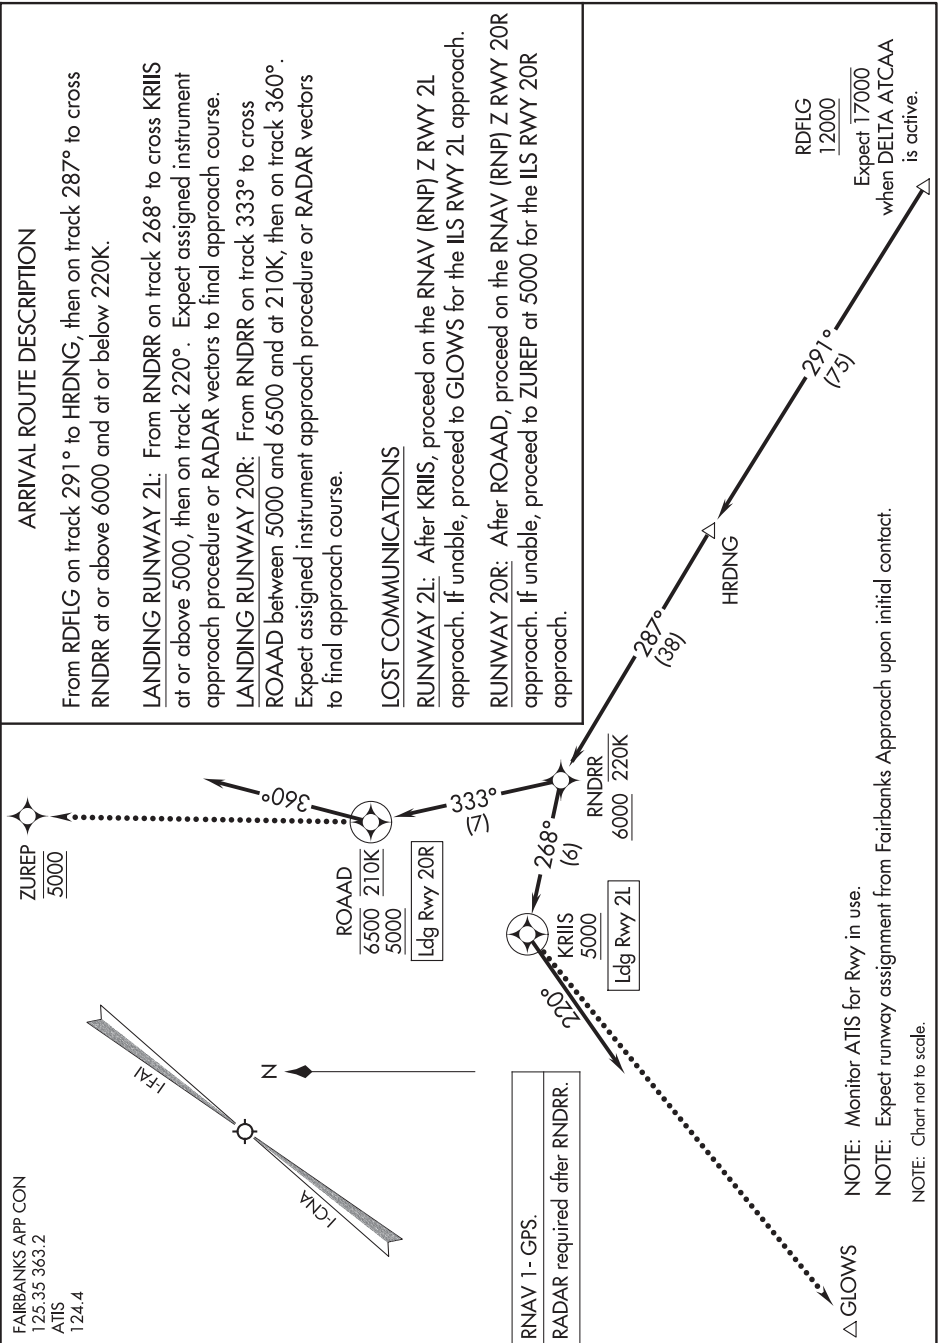 FAIRBANKS APP CON
125.35 363.2
ATIS
124.4
ARRIVAL ROUTE DESCRIPTION
From RDFLG on track 291° to HRDNG, then on track 287° to cross
RNDRR at or above 6000 and at or below 220K.
LANDING RUNWAY 2L: From RNDRR on track 268° to cross KRIIS
at or above 5000, then on track 220°. Expect assigned instrument
approach procedure or RADAR vectors to final approach course.
LANDING RUNWAY 20R: From RNDRR on track 333° to cross
ROAAD between 5000 and 6500 and at 210K, then on track 360°.
Expect assigned instrument approach procedure or RADAR vectors
to final approach course.
LOST COMMUNICATIONS
RUNWAY 2L: After KRIIS, proceed on the RNAV (RNP) Z RWY 2L
approach. If unable, proceed to GLOWS for the ILS RWY 2L approach.
RUNWAY 20R: After ROAAD, proceed on the RNAV (RNP) Z RWY 20R
approach. If unable, proceed to ZUREP at 5000 for the ILS RWY 20R
approach.
ZUREP
5000
I-FAI
I-CNA
N
360°
ROAAD
6500 210K
5000
Ldg Rwy 20R
333°
(7)
RNDRR
6000 220K
268°
(6)
KRIIS
5000
Ldg Rwy 2L
220°
287°
(38)
HRDNG
291°
(75)
RDFLG
12000
Expect 17000
when DELTA ATCAA
is active.
RNAV 1- GPS.
RADAR required after RNDRR.
GLOWS
NOTE: Monitor ATIS for Rwy in use.
NOTE: Expect runway assignment from Fairbanks Approach upon initial contact.
NOTE: Chart not to scale.